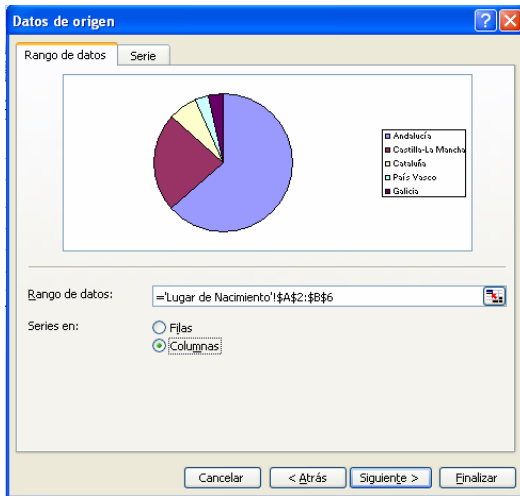 Datos de origen
Rango de datos
Serie
Andalucía
Castilla-La Mancha
Cataluña
País Vasco
Galicia
Rango de datos:
='Lugar de Nacimiento'!$A$2:$B$6
Series en:
Filas
Columnas
Cancelar
< Atrás
Siguiente >
Finalizar